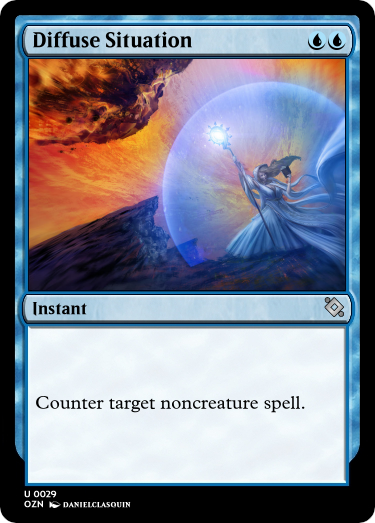 Diffuse Situation
Instant
Counter target noncreature spell.
U 0029
OZN DANIELCLASOUIN